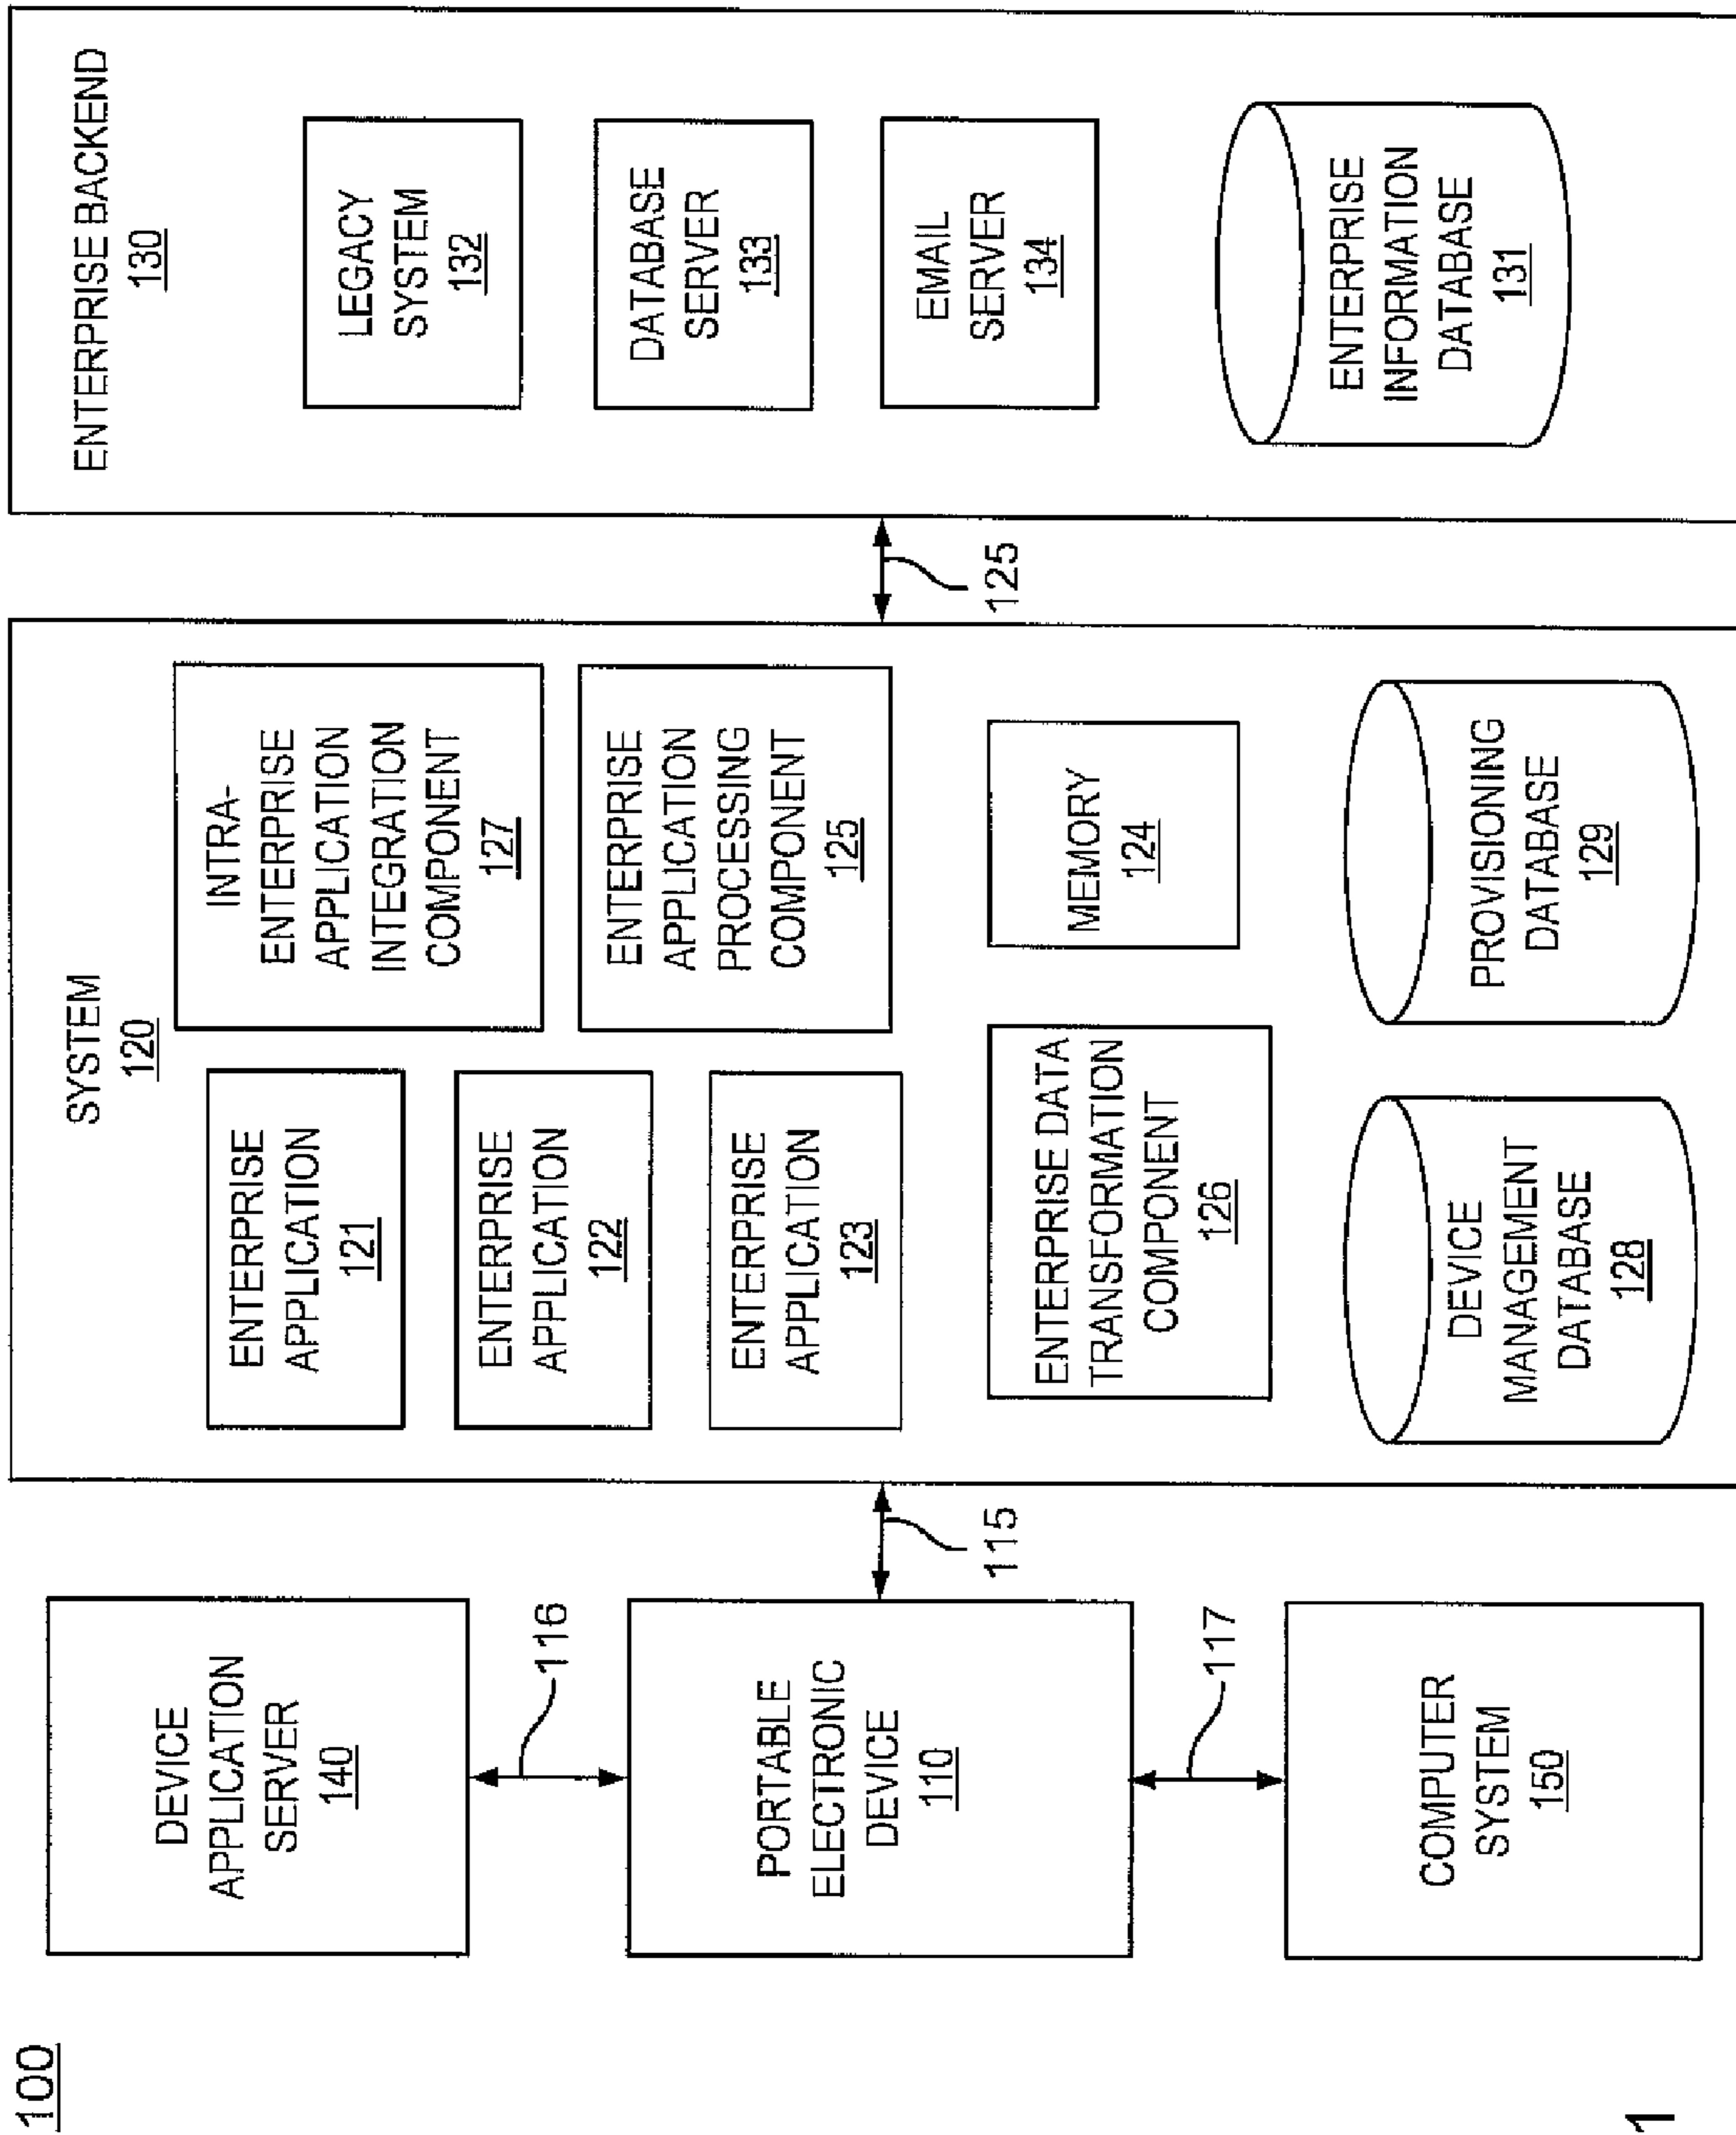 100
DEVICE
APPLICATION
SERVER
140
116
PORTABLE
ELECTRONIC
DEVICE
110
117
COMPUTER
SYSTEM
150
115
SYSTEM
120
ENTERPRISE
APPLICATION
121
ENTERPRISE
APPLICATION
122
ENTERPRISE
APPLICATION
123
INTRA-
ENTERPRISE
APPLICATION
INTEGRATION
COMPONENT
127
ENTERPRISE
APPLICATION
PROCESSING
COMPONENT
125
ENTERPRISE DATA
TRANSFORMATION
COMPONENT
126
MEMORY
124
DEVICE
MANAGEMENT
DATABASE
128
PROVISIONING
DATABASE
129
125
ENTERPRISE BACKEND
130
LEGACY
SYSTEM
132
DATABASE
SERVER
133
EMAIL
SERVER
134
ENTERPRISE
INFORMATION
DATABASE
131
1